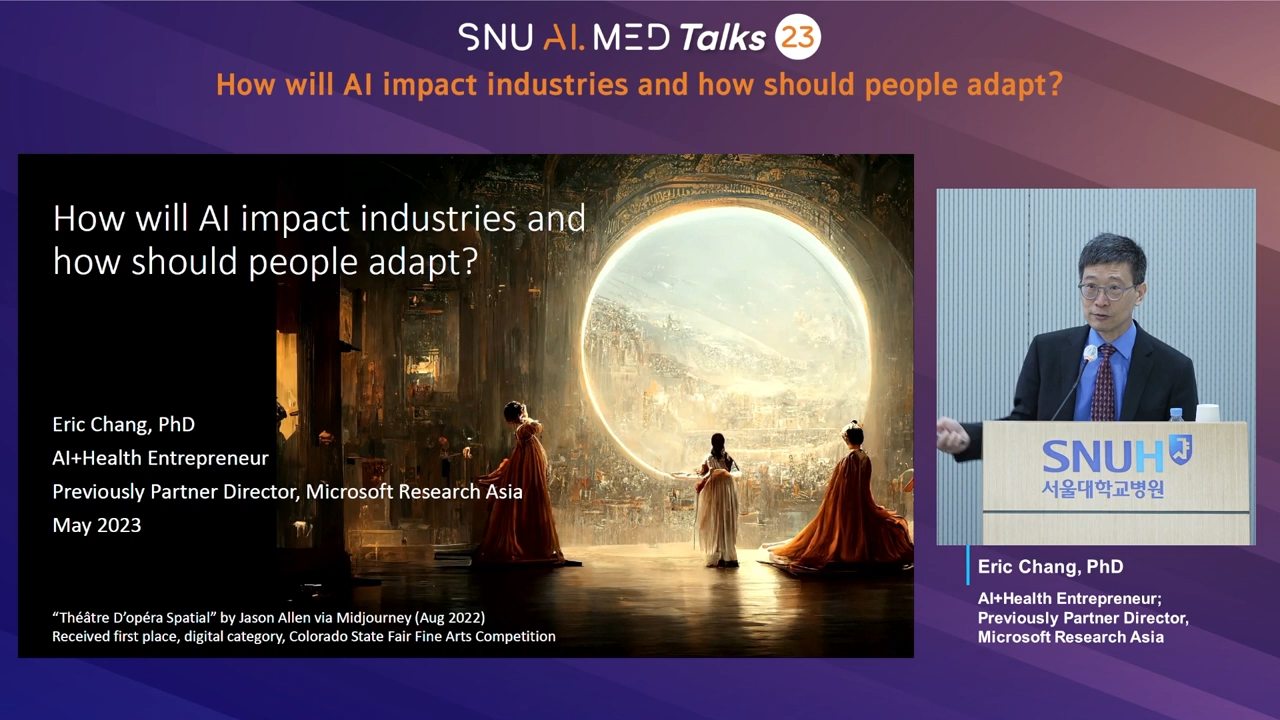 SNU AI. MED Talks 23
How will AI impact industries and how should people adapt?
How will AI impact industries and
how should people adapt?
Eric Chang, PhD
AI+Health Entrepreneur
Previously Partner Director, Microsoft Research Asia
May 2023
“Théâtre D’opéra Spatial” by Jason Allen via Midjourney (Aug 2022)
Received first place, digital category, Colorado State Fair Fine Arts Competition
SNUH
서울대학교병원
Eric Chang, PhD
AI+Health Entrepreneur;
Previously Partner Director,
Microsoft Research Asia